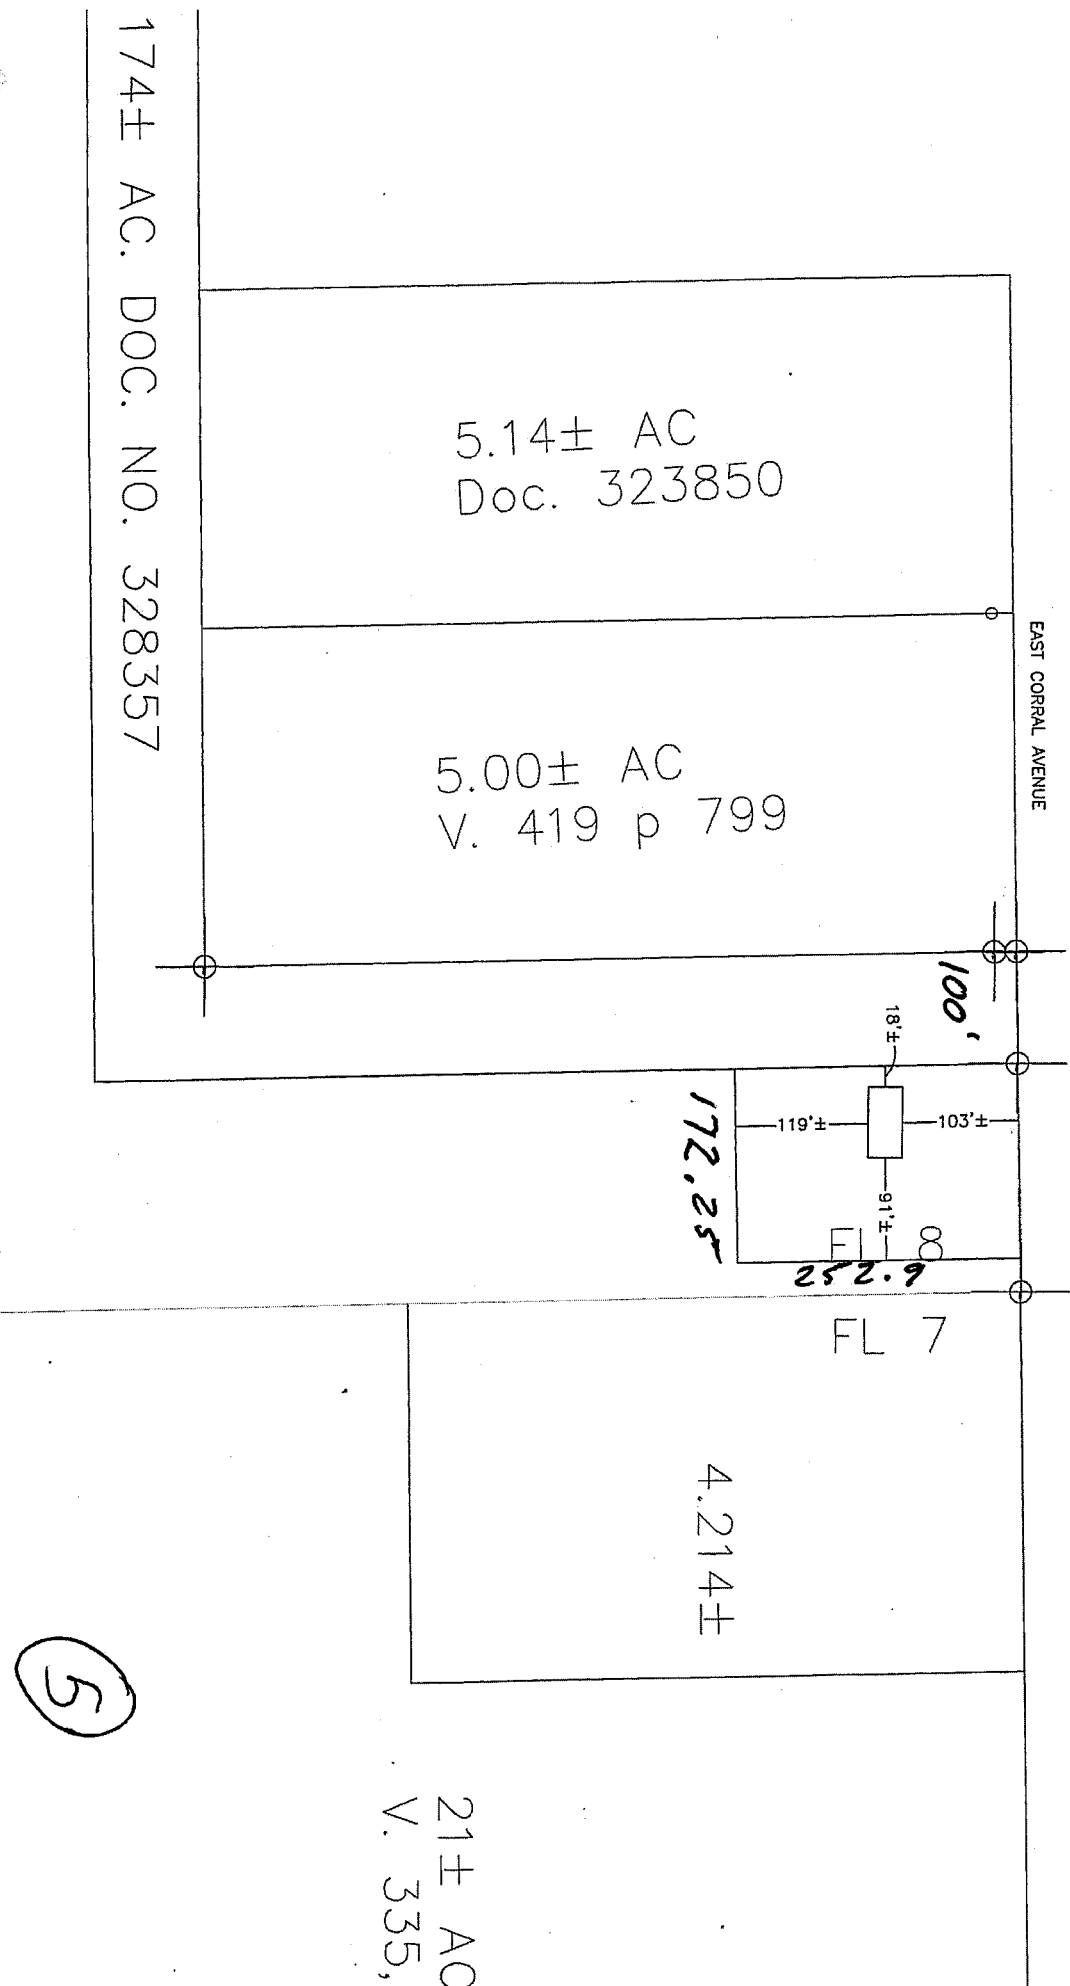 174± AC. DOC. NO. 328357
5.14± AC
Doc. 323850
EAST CORRAL AVENUE
5.00± AC
V. 419 p 799
100'
18'±
119'±
103'±
91'±
172.25
FL 8
252.9
FL 7
4.214±
5
21± AC
V. 335,